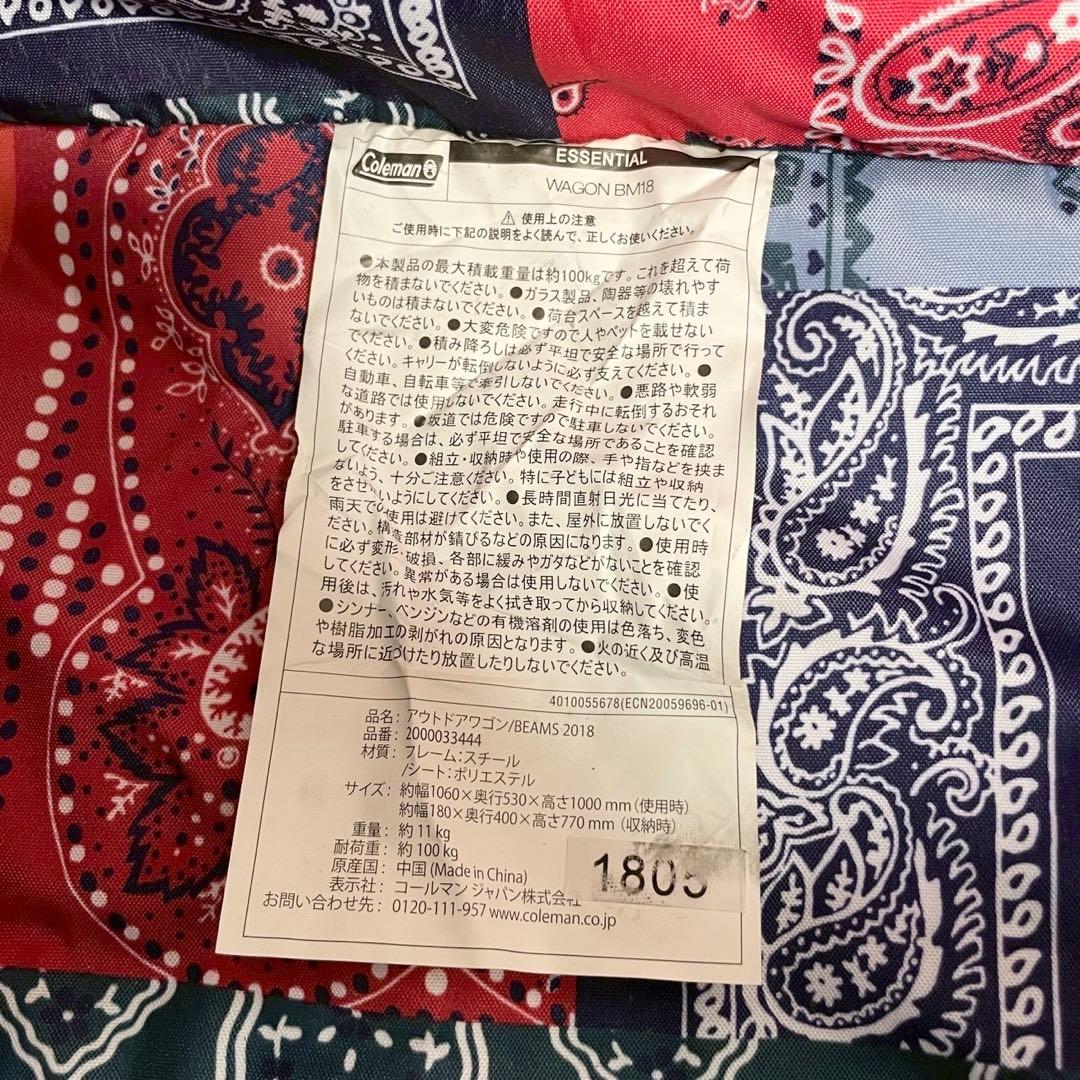 Coleman
ESSENTIAL
WAGON BM18
⚠ 使用上の注意
ご使用時に下記の説明をよく読んで、正しくお使いください。
●本製品の最大積載重量は約100kgです。これを超えて荷
物を積まないでください。●ガラス製品、陶器等の壊れやす
いものは積まないでください。●荷台スペースを越えて積ま
ないでください。●大変危険ですので人やペットを載せない
でください。●積み降ろしは必ず平坦で安全な場所で行って
ください。キャリーが転倒しないように必ず支えてください。●
自動車、自転車等で牽引しないでください。●悪路や軟弱
な道路では使用しないでください。走行中に転倒するおそれ
があります。●坂道では危険ですので駐車しないでください。
駐車する場合は、必ず平坦で安全な場所であることを確認
してください。●組立・収納時や使用の際、手や指などを挟ま
ないよう、十分ご注意ください。特に子どもには組立や収納
をさせないようにしてください。●長時間直射日光に当てたり、
雨天での使用は避けてください。また、屋外に放置しないでく
ださい。構造部材が錆びるなどの原因になります。●使用時
に必ず変形、破損、各部に緩みやガタなどがないことを確認
してください。異常がある場合は使用しないでください。●使
用後は、汚れや水気等をよく拭き取ってから収納してください。
●シンナー、ベンジンなどの有機溶剤の使用は色落ち、変色
や樹脂加工の剥がれの原因となります。●火の近く及び高温
な場所に近づけたり放置したりしないでください。
4010055678(ECN20059696-01)
品名: アウトドアワゴン/BEAMS 2018
品番: 2000033444
材質: フレーム:スチール
/シート:ポリエステル
サイズ: 約幅1060×奥行530×高さ1000 mm (使用時)
約幅180×奥行400×高さ770 mm (収納時)
重量: 約 11 kg
耐荷重: 約 100 kg
原産国: 中国 (Made in China)
表示社: コールマン ジャパン株式会社
お問い合わせ先: 0120-111-957 www.coleman.co.jp
1805